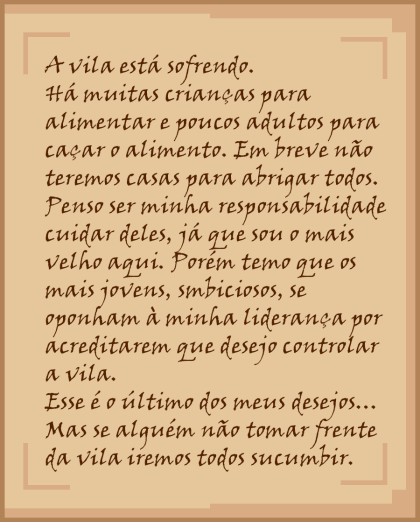 A vila está sofrendo.
Há muitas crianças para
alimentar e poucos adultos para
caçar o alimento. Em breve não
teremos casas para abrigar todos.
Penso ser minha responsabilidade
cuidar deles, já que sou o mais
velho aqui. Porém temo que os
mais jovens, smbiciosos, se
oponham à minha liderança por
acreditarem que desejo controlar
a vila.
Esse é o último dos meus desejos...
Mas se alguém não tomar frente
da vila iremos todos sucumbir.